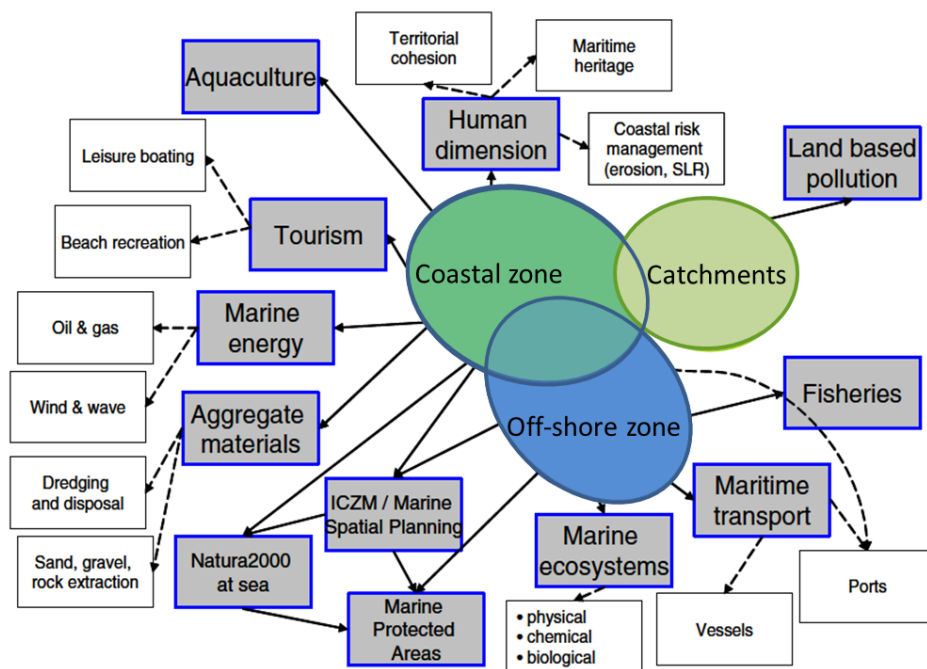 Territorial
cohesion
Maritime
heritage
Aquaculture
Human
dimension
Coastal risk
management
(erosion, SLR)
Land based
pollution
Leisure boating
Beach recreation
Tourism
Coastal zone
Catchments
Oil & gas
Marine
energy
Wind & wave
Aggregate
materials
Fisheries
Off-shore zone
Dredging
and disposal
ICZM / Marine
Spatial Planning
Maritime
transport
Sand, gravel,
rock extraction
Natura2000
at sea
Marine
ecosystems
Ports
Marine
Protected
Areas
• physical
• chemical
• biological
Vessels